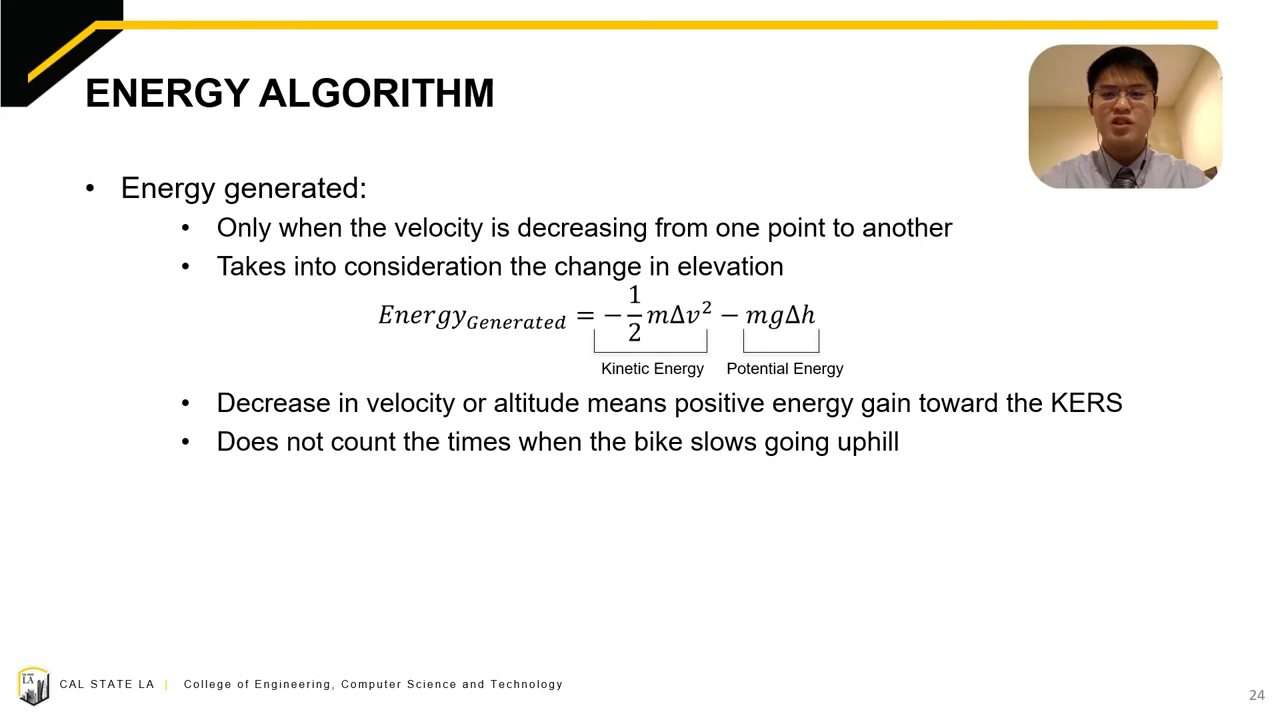 ENERGY ALGORITHM
• Energy generated:
• Only when the velocity is decreasing from one point to another
• Takes into consideration the change in elevation
Energy_Generated = −1/2 mΔv² − mgΔh
Kinetic Energy Potential Energy
• Decrease in velocity or altitude means positive energy gain toward the KERS
• Does not count the times when the bike slows going uphill
LA
CAL STATE LA | College of Engineering, Computer Science and Technology
24